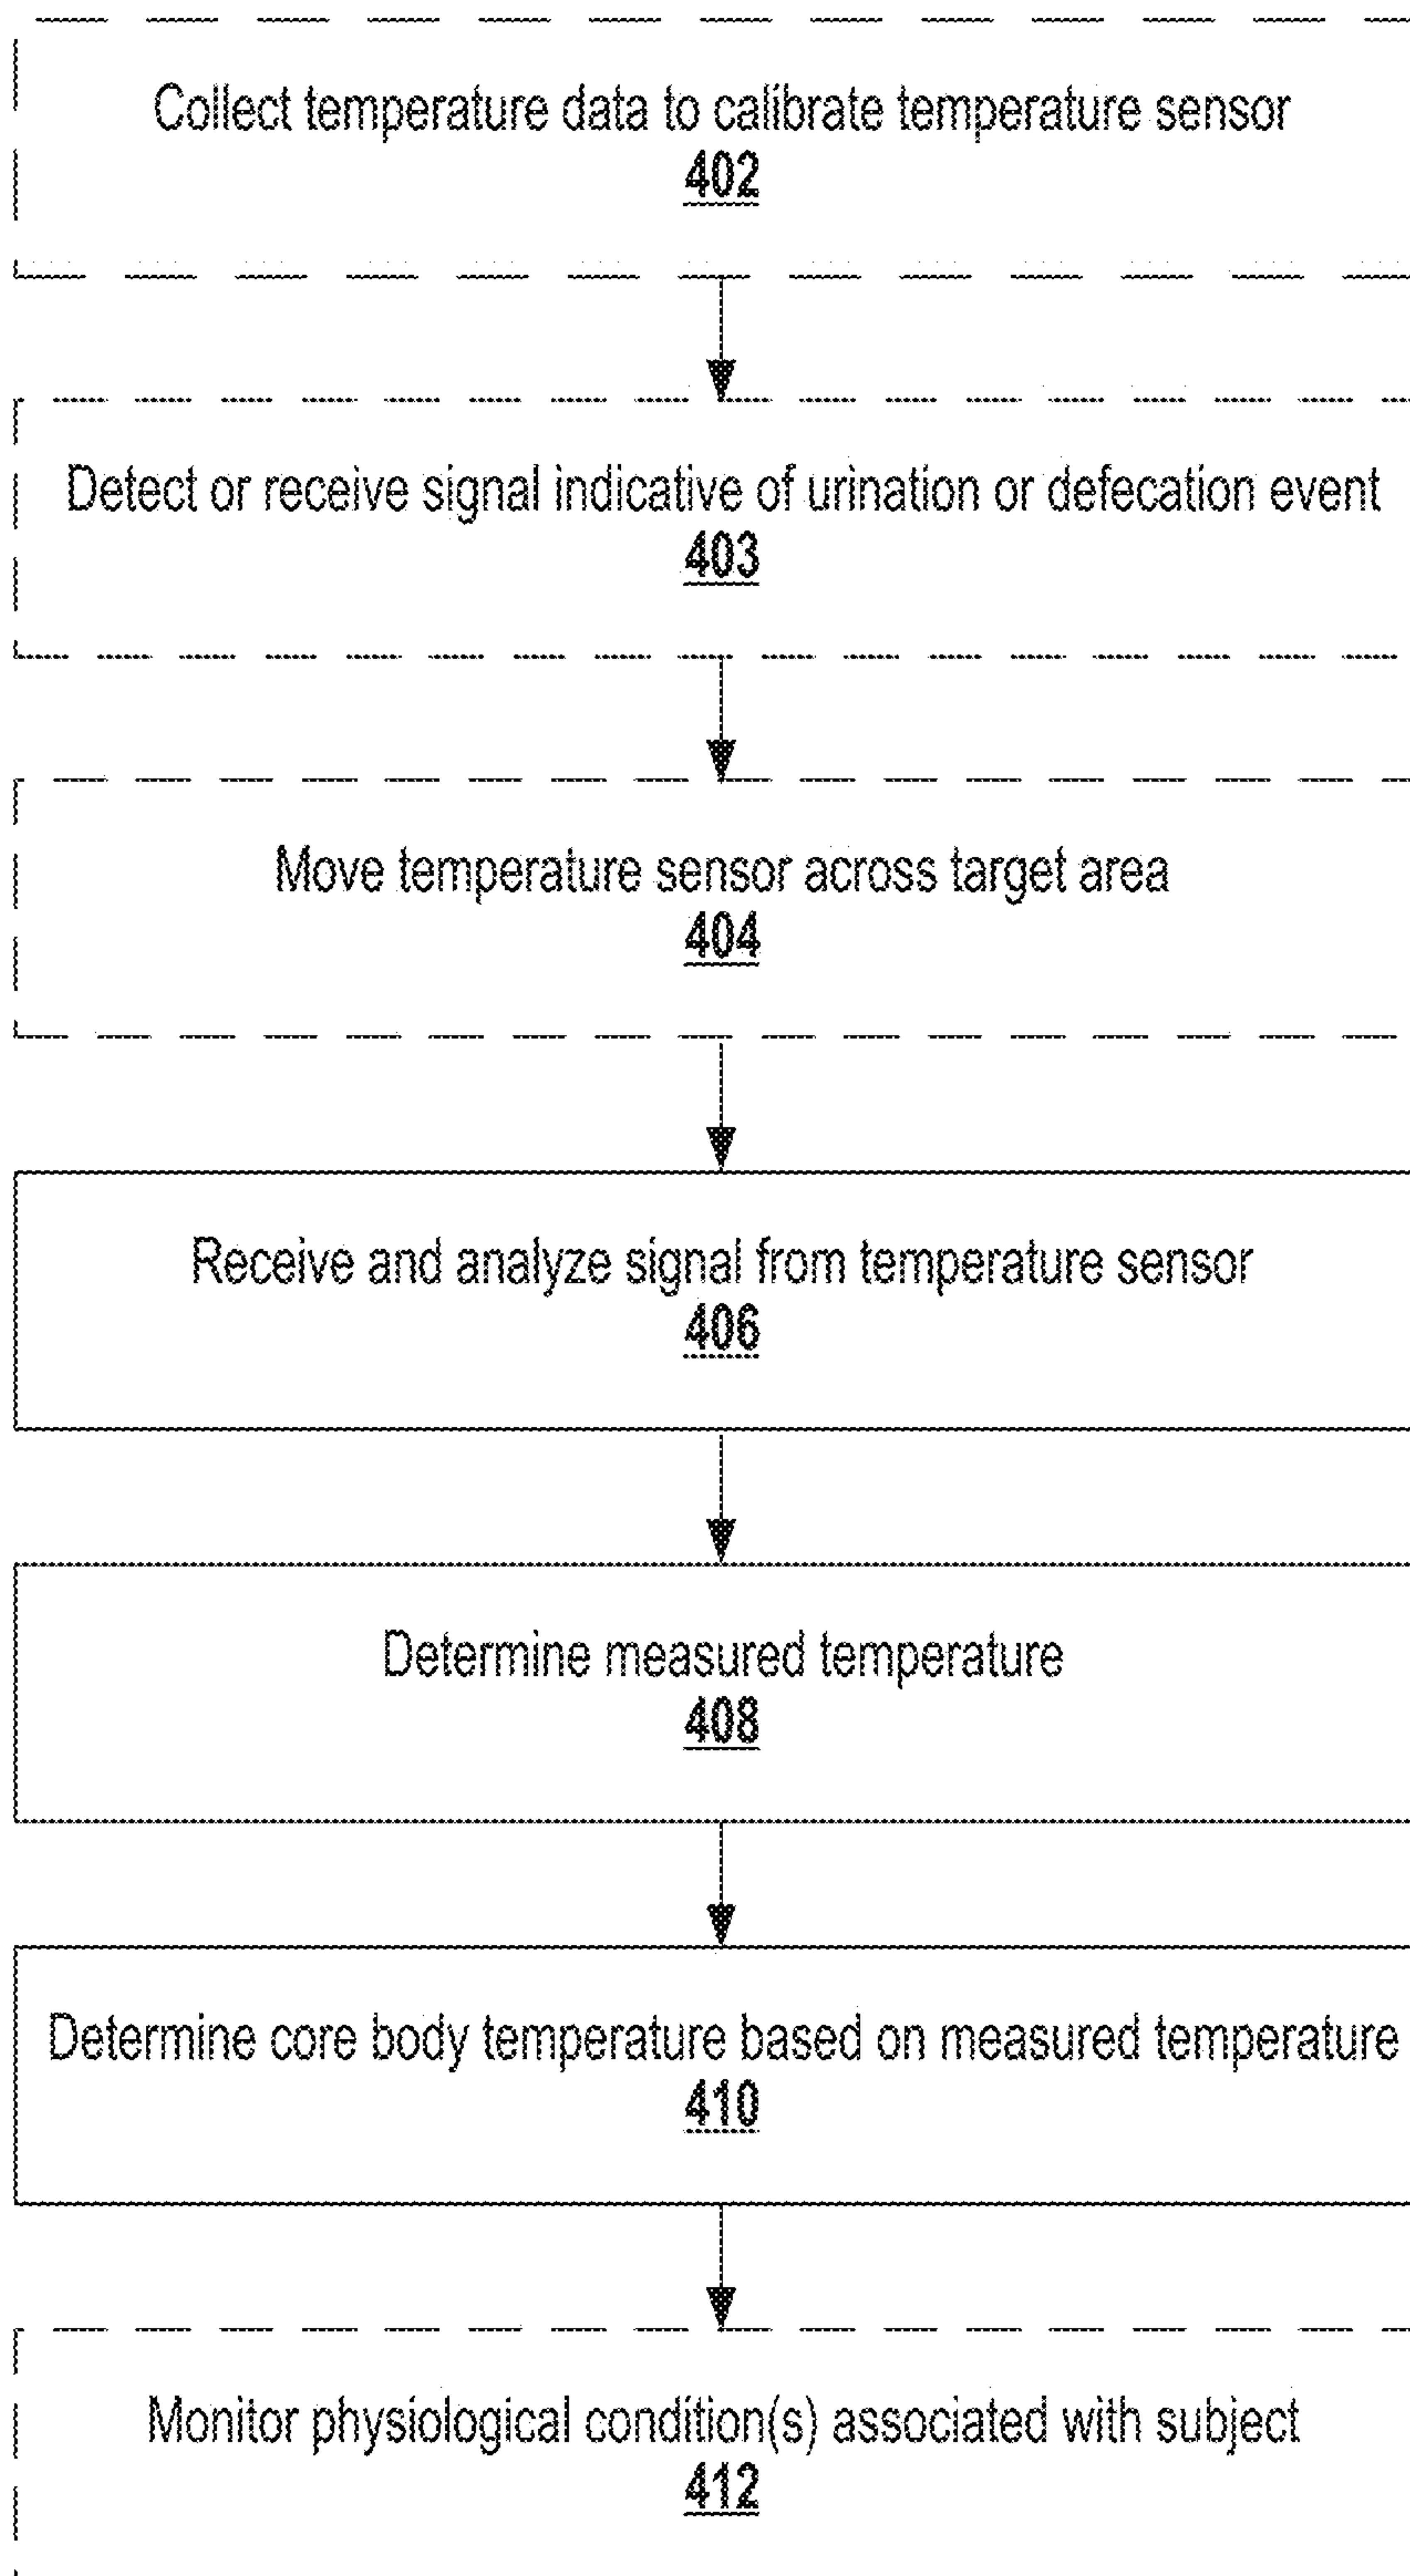 Collect temperature data to calibrate temperature sensor
402
Detect or receive signal indicative of urination or defecation event
403
Move temperature sensor across target area
404
Receive and analyze signal from temperature sensor
406
Determine measured temperature
408
Determine core body temperature based on measured temperature
410
Monitor physiological condition(s) associated with subject
412